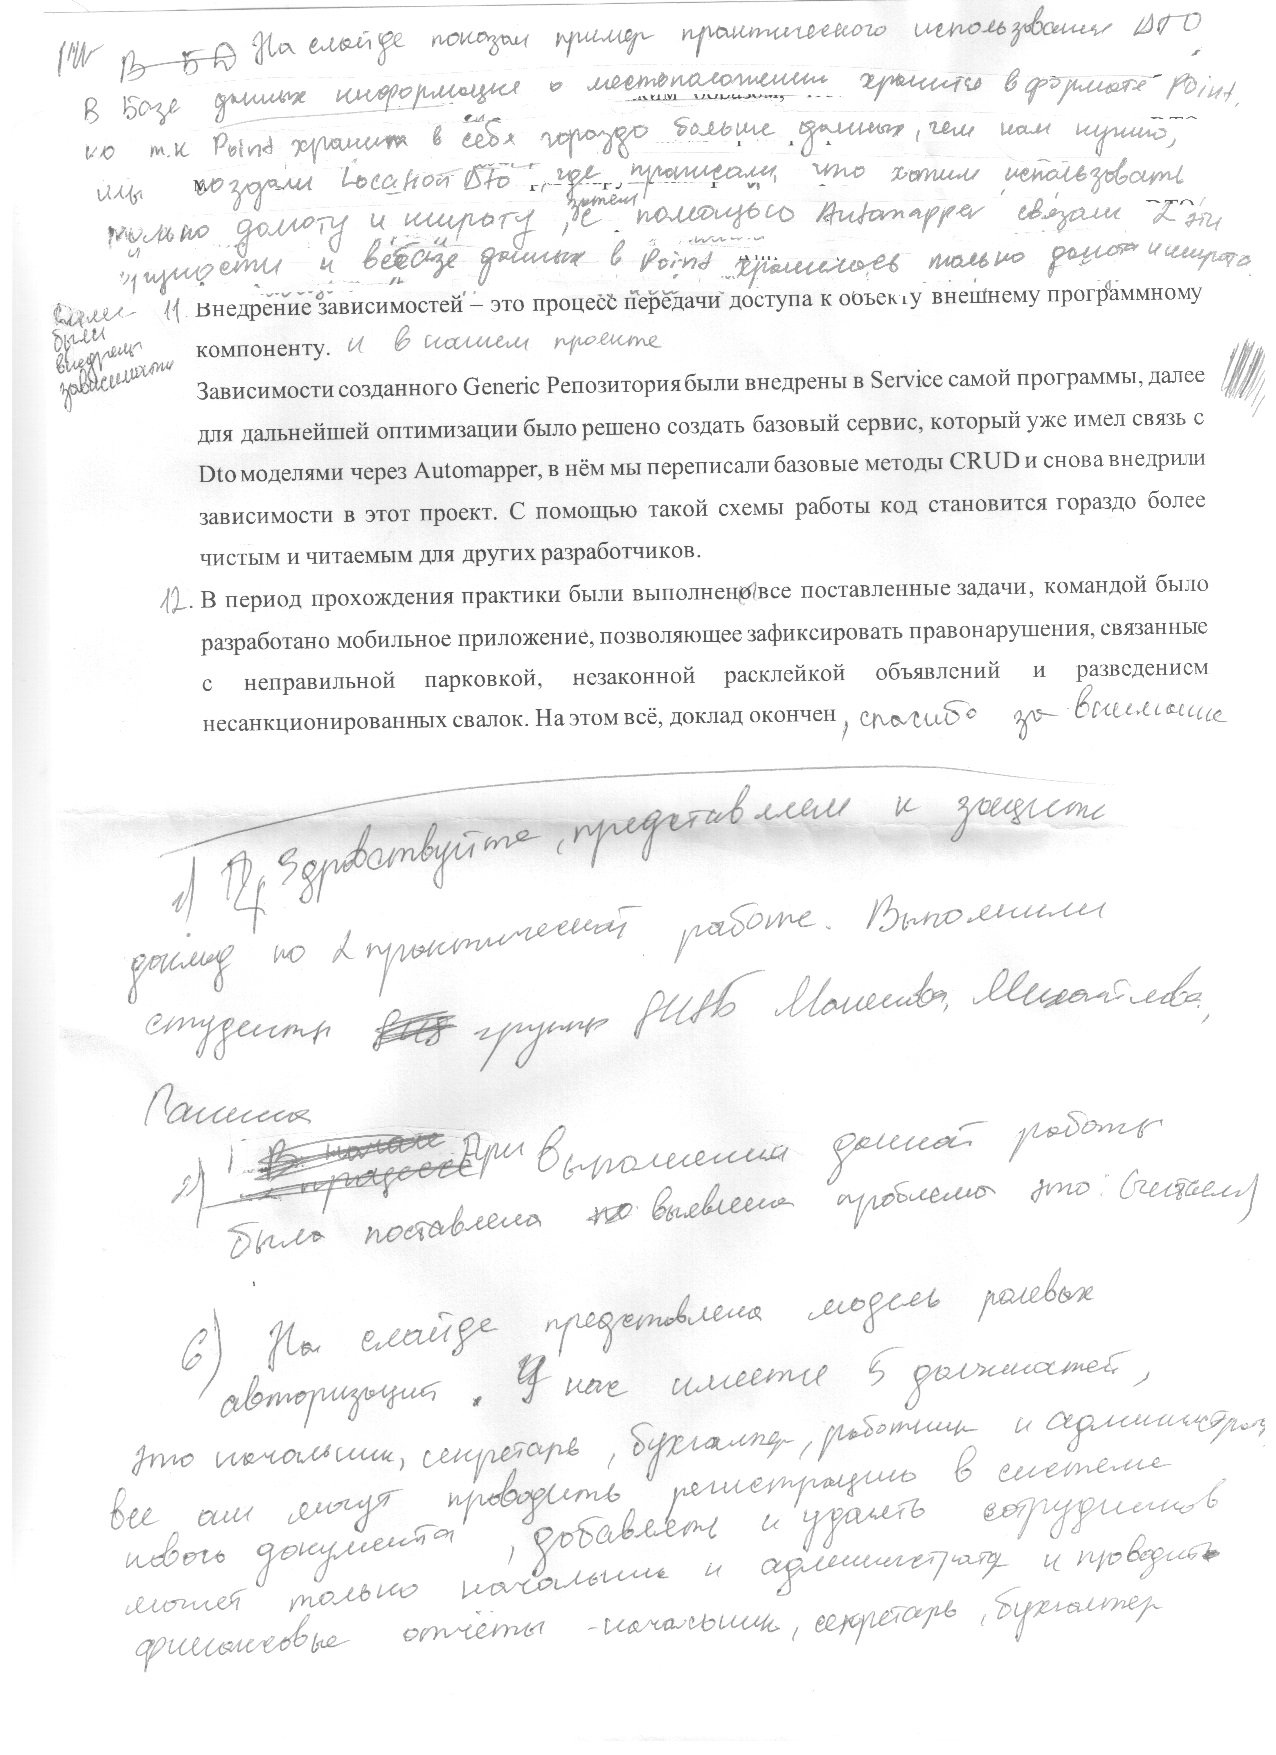 ~~В БД~~ На слайде показан пример практического использования ДТО
В базе данных информация о местоположении хранится в формате Point,
но т.к Point хранит в себя гораздо больше данных, чем нам нужно,
мы создали Location Dto, где прописали, что хотим использовать
только долготу и широту, затем с помощью Automapper связали 2 эти
сущности и в базе данных в Point хранилось только долгота и широта
Далее
были
внедрены
зависимости
11. Внедрение зависимостей – это процесс передачи доступа к объекту внешнему программному
компоненту. и в нашем проекте
Зависимости созданного Generic Репозитория были внедрены в Service самой программы, далее
для дальнейшей оптимизации было решено создать базовый сервис, который уже имел связь с
Dto моделями через Automapper, в нём мы переписали базовые методы CRUD и снова внедрили
зависимости в этот проект. С помощью такой схемы работы код становится гораздо более
чистым и читаемым для других разработчиков.
12. В период прохождения практики были выполнены все поставленные задачи, командой было
разработано мобильное приложение, позволяющее зафиксировать правонарушения, связанные
с неправильной парковкой, незаконной расклейкой объявлений и разведением
несанкционированных свалок. На этом всё, доклад окончен, спасибо за внимание
1) Здравствуйте, представляем к защите
доклад по 2 практической работе. Выполнили
студенты группы Михайлова,
Панина
2) ~~В начале~~ При выполнении данной работы
~~процессе~~
была поставлена ~~по~~ выявлена проблема это: (читаем)
6) На слайде представлена модель ролевых
авторизаций. У нас имеется 5 должностей,
это начальник, секретарь, бухгалтер, работник и администратор
все они могут проводить регистрацию в системе
нового документа, добавлять и удалять сотрудников
может только начальник и администратор и проводить
финансовые отчёты - начальник, секретарь, бухгалтер